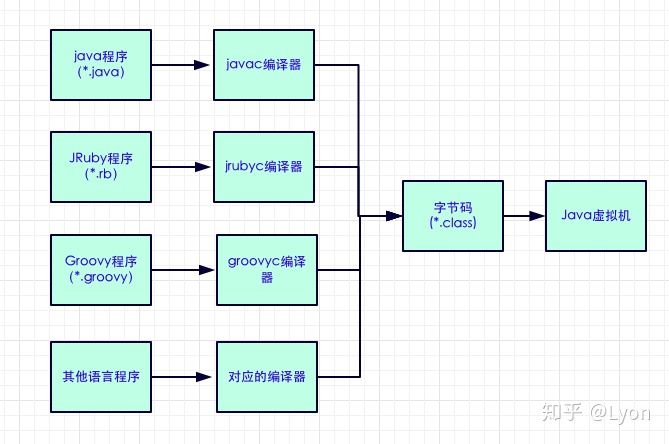 java程序
(*.java)
javac编译器
JRuby程序
(*.rb)
jrubyc编译器
字节码
(*.class)
Java虚拟机
Groovy程序
(*.groovy)
groovyc编译
器
其他语言程序
对应的编译器
知乎 @Lyon